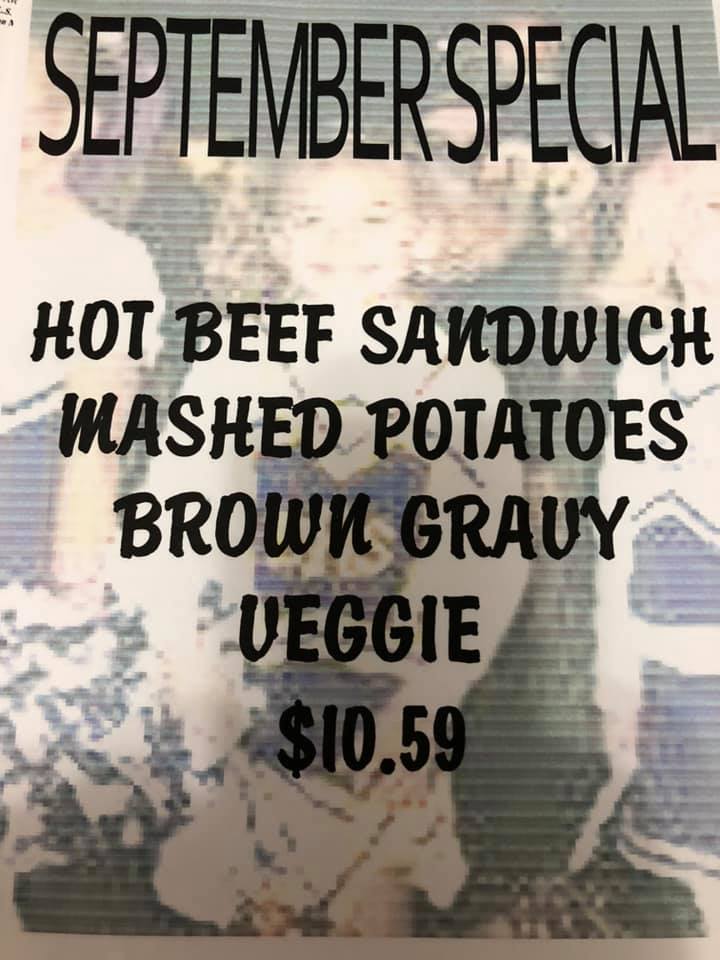 SEPTEMBER SPECIAL
HOT BEEF SANDWICH
MASHED POTATOES
BROWN GRAVY
VEGGIE
$10.59